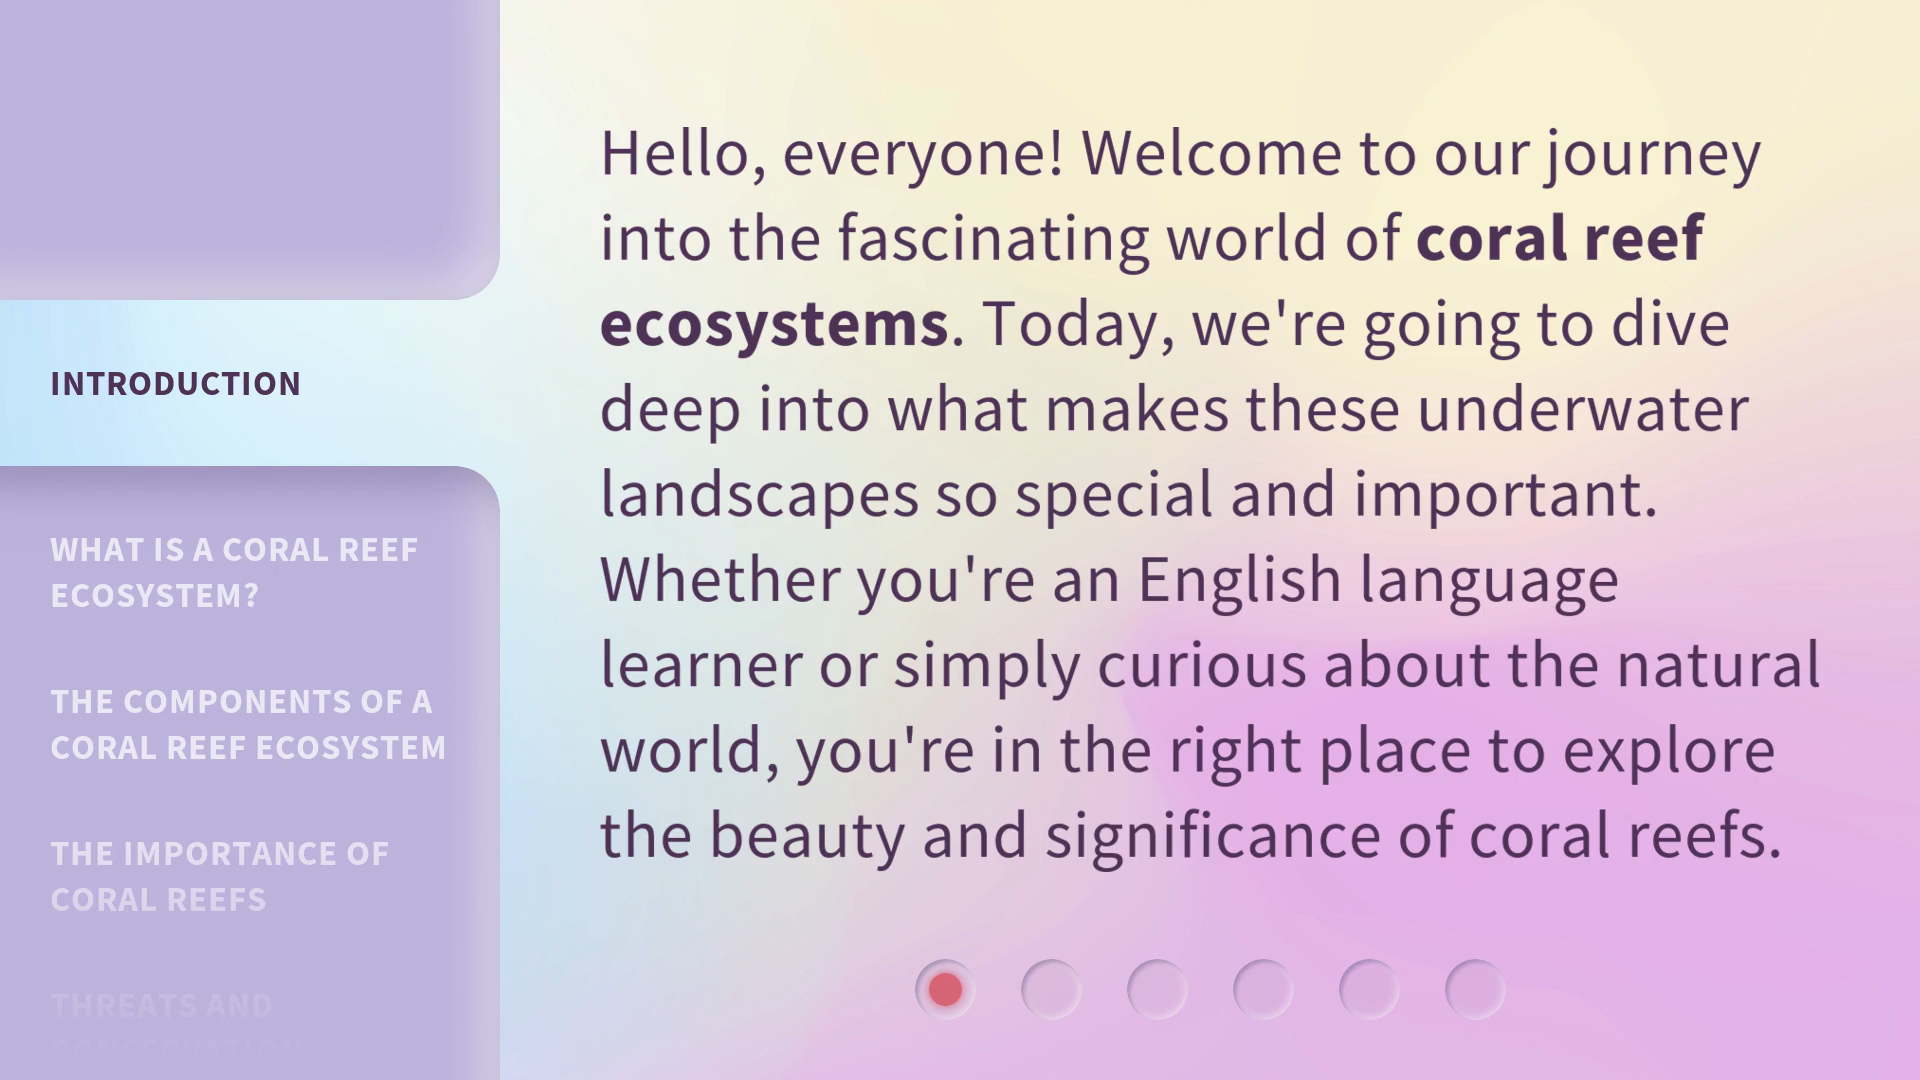 INTRODUCTION
WHAT IS A CORAL REEF
ECOSYSTEM?
THE COMPONENTS OF A
CORAL REEF ECOSYSTEM
THE IMPORTANCE OF
CORAL REEFS
THREATS AND
CONSERVATION
Hello, everyone! Welcome to our journey
into the fascinating world of coral reef
ecosystems. Today, we're going to dive
deep into what makes these underwater
landscapes so special and important.
Whether you're an English language
learner or simply curious about the natural
world, you're in the right place to explore
the beauty and significance of coral reefs.